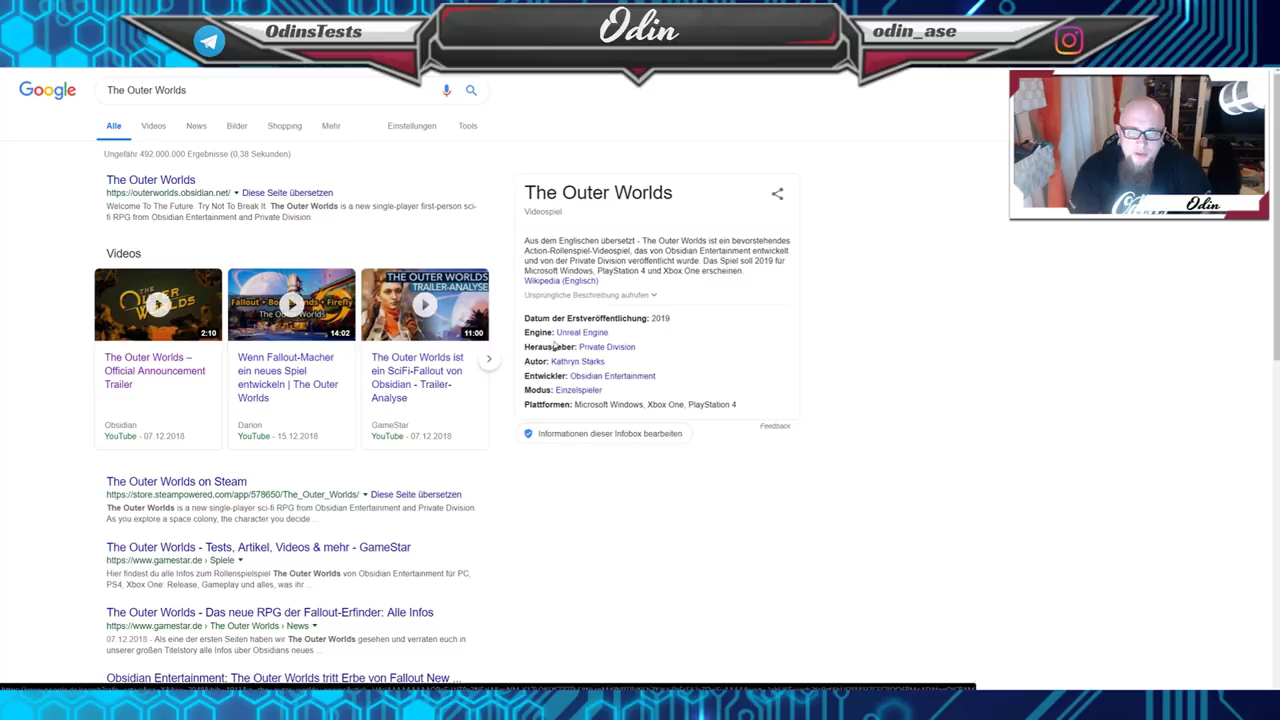 OdinsTests
Odin
odin_ase
Google
The Outer Worlds
Alle
Videos
News
Bilder
Shopping
Mehr
Einstellungen
Tools
Ungefähr 492.000.000 Ergebnisse (0,38 Sekunden)
The Outer Worlds
https://outerworlds.obsidian.net/ ▾ Diese Seite übersetzen
Welcome To The Future. Try Not To Break It. The Outer Worlds is a new single-player first-person sci-
fi RPG from Obsidian Entertainment and Private Division.
Videos
THE OUTER WORLDS
2:10
The Outer Worlds –
Official Announcement
Trailer
Obsidian
YouTube - 07.12.2018
Fallout + Borderlands + Firefly
The Outer Worlds
14:02
Wenn Fallout-Macher
ein neues Spiel
entwickeln | The Outer
Worlds
Darion
YouTube - 15.12.2018
THE OUTER WORLDS
TRAILER-ANALYSE
11:00
The Outer Worlds ist
ein SciFi-Fallout von
Obsidian - Trailer-
Analyse
GameStar
YouTube - 07.12.2018
The Outer Worlds on Steam
https://store.steampowered.com/app/578650/The_Outer_Worlds/ ▾ Diese Seite übersetzen
The Outer Worlds is a new single-player sci-fi RPG from Obsidian Entertainment and Private Division.
As you explore a space colony, the character you decide ...
The Outer Worlds - Tests, Artikel, Videos & mehr - GameStar
https://www.gamestar.de › Spiele ▾
Hier findest du alle Infos zum Rollenspielspiel The Outer Worlds von Obsidian Entertainment für PC,
PS4, Xbox One: Release, Gameplay und alles, was ihr ...
The Outer Worlds - Das neue RPG der Fallout-Erfinder: Alle Infos
https://www.gamestar.de › The Outer Worlds › News ▾
07.12.2018 - Als eine der ersten Seiten haben wir The Outer Worlds gesehen und verraten euch in
unserer großen Titelstory alle Infos über Obsidians neues ...
Obsidian Entertainment: The Outer Worlds tritt Erbe von Fallout New ...
The Outer Worlds
Videospiel
Aus dem Englischen übersetzt - The Outer Worlds ist ein bevorstehendes
Action-Rollenspiel-Videospiel, das von Obsidian Entertainment entwickelt
und von der Private Division veröffentlicht wurde. Das Spiel soll 2019 für
Microsoft Windows, PlayStation 4 und Xbox One erscheinen.
Wikipedia (Englisch)
Ursprüngliche Beschreibung aufrufen
Datum der Erstveröffentlichung: 2019
Engine: Unreal Engine
Herausgeber: Private Division
Autor: Kathryn Starks
Entwickler: Obsidian Entertainment
Modus: Einzelspieler
Plattformen: Microsoft Windows, Xbox One, PlayStation 4
Feedback
Informationen dieser Infobox bearbeiten
Odin